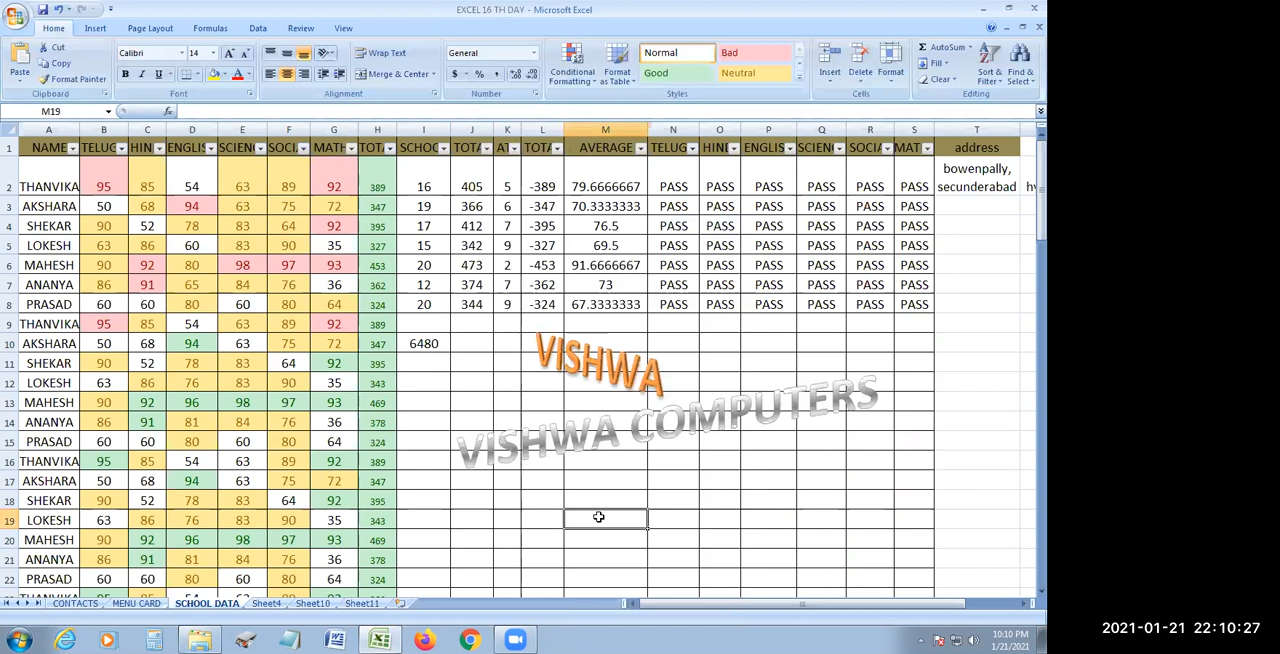 EXCEL 16 TH DAY - Microsoft Excel
Home Insert Page Layout Formulas Data Review View
Cut Calibri 14 Wrap Text General Normal Bad AutoSum
Copy
Paste Format Painter B I U Merge & Center $ % , Conditional Formatting Format as Table Good Neutral Insert Delete Format Fill Clear Sort & Filter Find & Select
Clipboard Font Alignment Number Styles Cells Editing
M19 fx
A B C D E F G H I J K L M N O P Q R S T
1 NAME TELUG HIN ENGLIS SCIEN SOCI MATH TOTA SCHOO TOTA AT TOTA AVERAGE TELUG HIND ENGLIS SCIEN SOCIA MAT address
bowenpally,
2 THANVIKA 95 85 54 63 89 92 389 16 405 5 -389 79.6666667 PASS PASS PASS PASS PASS PASS secunderabad
3 AKSHARA 50 68 94 63 75 72 347 19 366 6 -347 70.3333333 PASS PASS PASS PASS PASS PASS
4 SHEKAR 90 52 78 83 64 92 395 17 412 7 -395 76.5 PASS PASS PASS PASS PASS PASS
5 LOKESH 63 86 60 83 90 35 327 15 342 9 -327 69.5 PASS PASS PASS PASS PASS PASS
6 MAHESH 90 92 80 98 97 93 453 20 473 2 -453 91.6666667 PASS PASS PASS PASS PASS PASS
7 ANANYA 86 91 65 84 76 36 362 12 374 7 -362 73 PASS PASS PASS PASS PASS PASS
8 PRASAD 60 60 80 60 80 64 324 20 344 9 -324 67.3333333 PASS PASS PASS PASS PASS PASS
9 THANVIKA 95 85 54 63 89 92 389
10 AKSHARA 50 68 94 63 75 72 347 6480
VISHWA
11 SHEKAR 90 52 78 83 64 92 395
12 LOKESH 63 86 76 83 90 35 343
13 MAHESH 90 92 96 98 97 93 469
VISHWA COMPUTERS
14 ANANYA 86 91 81 84 76 36 378
15 PRASAD 60 60 80 60 80 64 324
16 THANVIKA 95 85 54 63 89 92 389
17 AKSHARA 50 68 94 63 75 72 347
18 SHEKAR 90 52 78 83 64 92 395
19 LOKESH 63 86 76 83 90 35 343
20 MAHESH 90 92 96 98 97 93 469
21 ANANYA 86 91 81 84 76 36 378
22 PRASAD 60 60 80 60 80 64 324
CONTACTS MENU CARD SCHOOL DATA Sheet4 Sheet10 Sheet11
10:10 PM
1/21/2021
2021-01-21 22:10:27